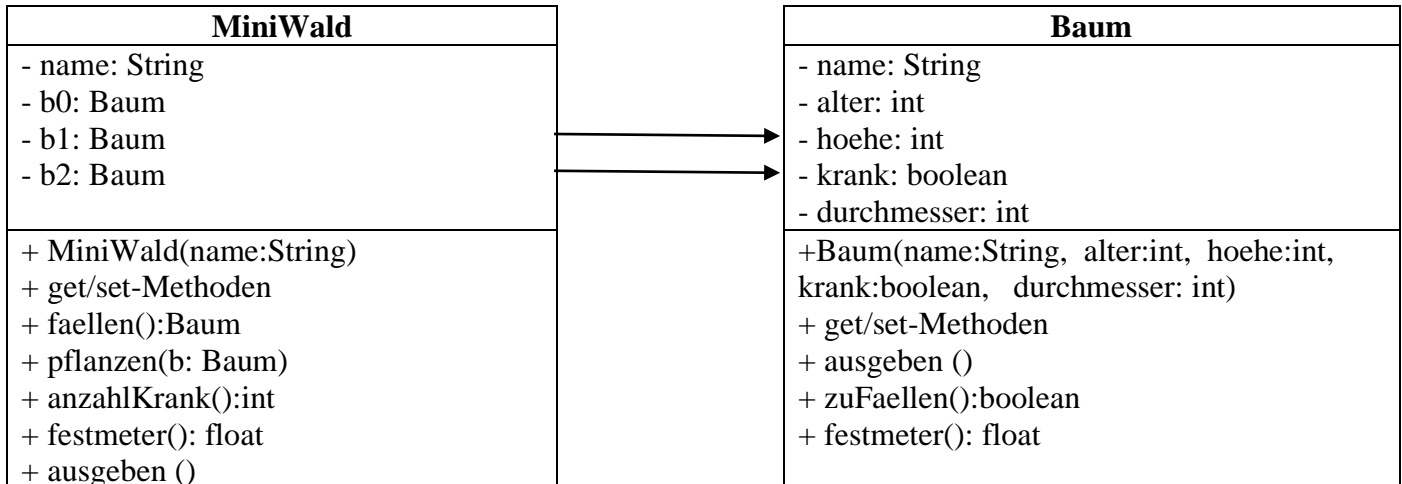 MiniWald
- name: String
- b0: Baum
- b1: Baum
- b2: Baum
+ MiniWald(name:String)
+ get/set-Methoden
+ faellen():Baum
+ pflanzen(b: Baum)
+ anzahlKrank():int
+ festmeter(): float
+ ausgeben ()
Baum
- name: String
- alter: int
- hoehe: int
- krank: boolean
- durchmesser: int
+Baum(name:String, alter:int, hoehe:int,
krank:boolean, durchmesser: int)
+ get/set-Methoden
+ ausgeben ()
+ zuFaellen():boolean
+ festmeter(): float